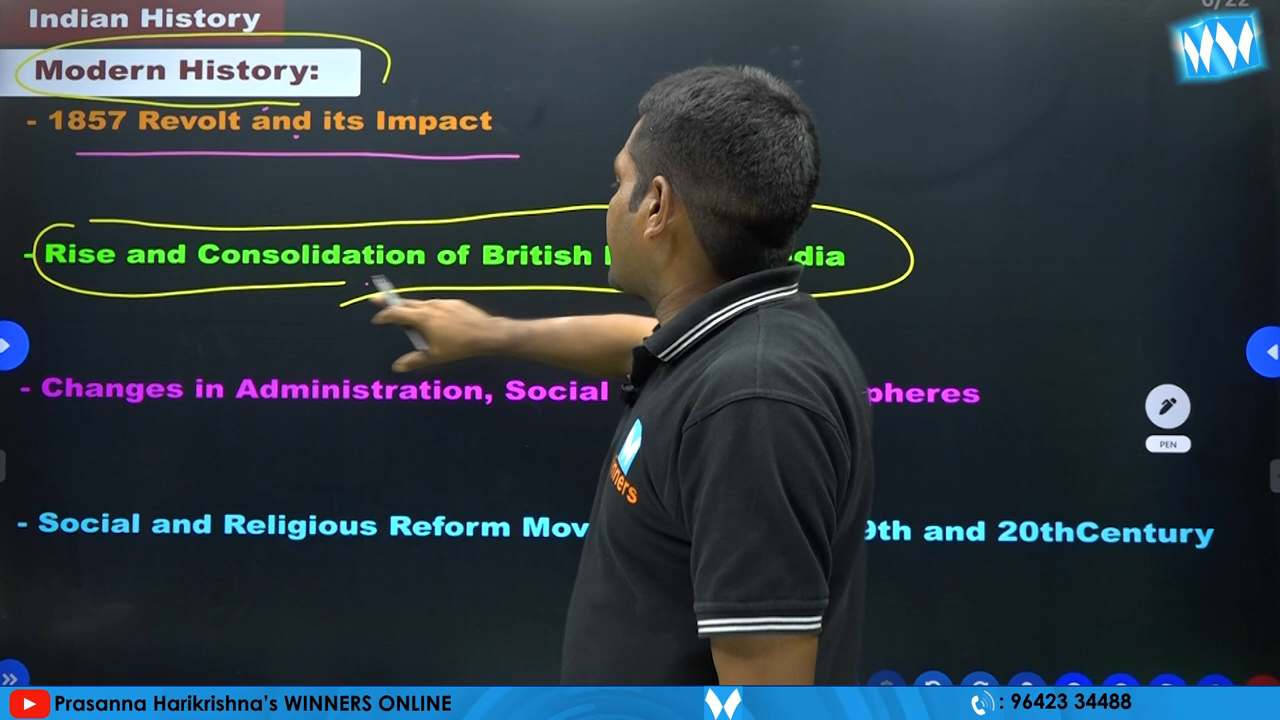 Indian History
Modern History:
- 1857 Revolt and its Impact
- Rise and Consolidation of British dia
- Changes in Administration, Social pheres
- Social and Religious Reform Mov 9th and 20thCentury
PEN
nners
Prasanna Harikrishna's WINNERS ONLINE
: 96423 34488